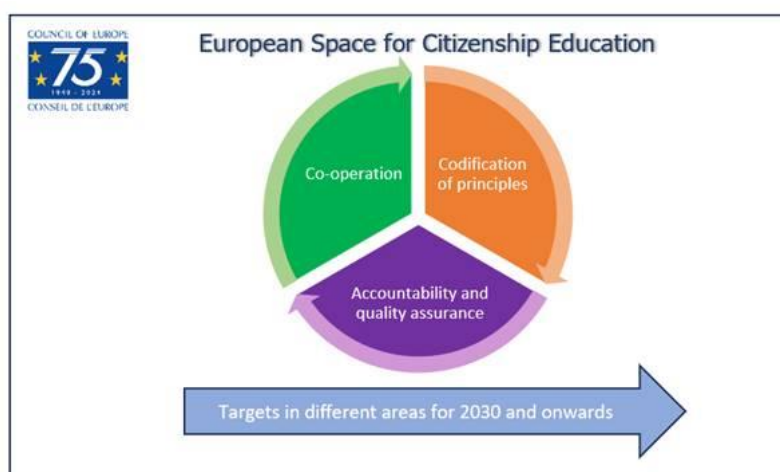 COUNCIL OF EUROPE
75
1949 - 2024
CONSEIL DE L'EUROPE
European Space for Citizenship Education
Co-operation
Codification
of principles
Accountability and
quality assurance
Targets in different areas for 2030 and onwards